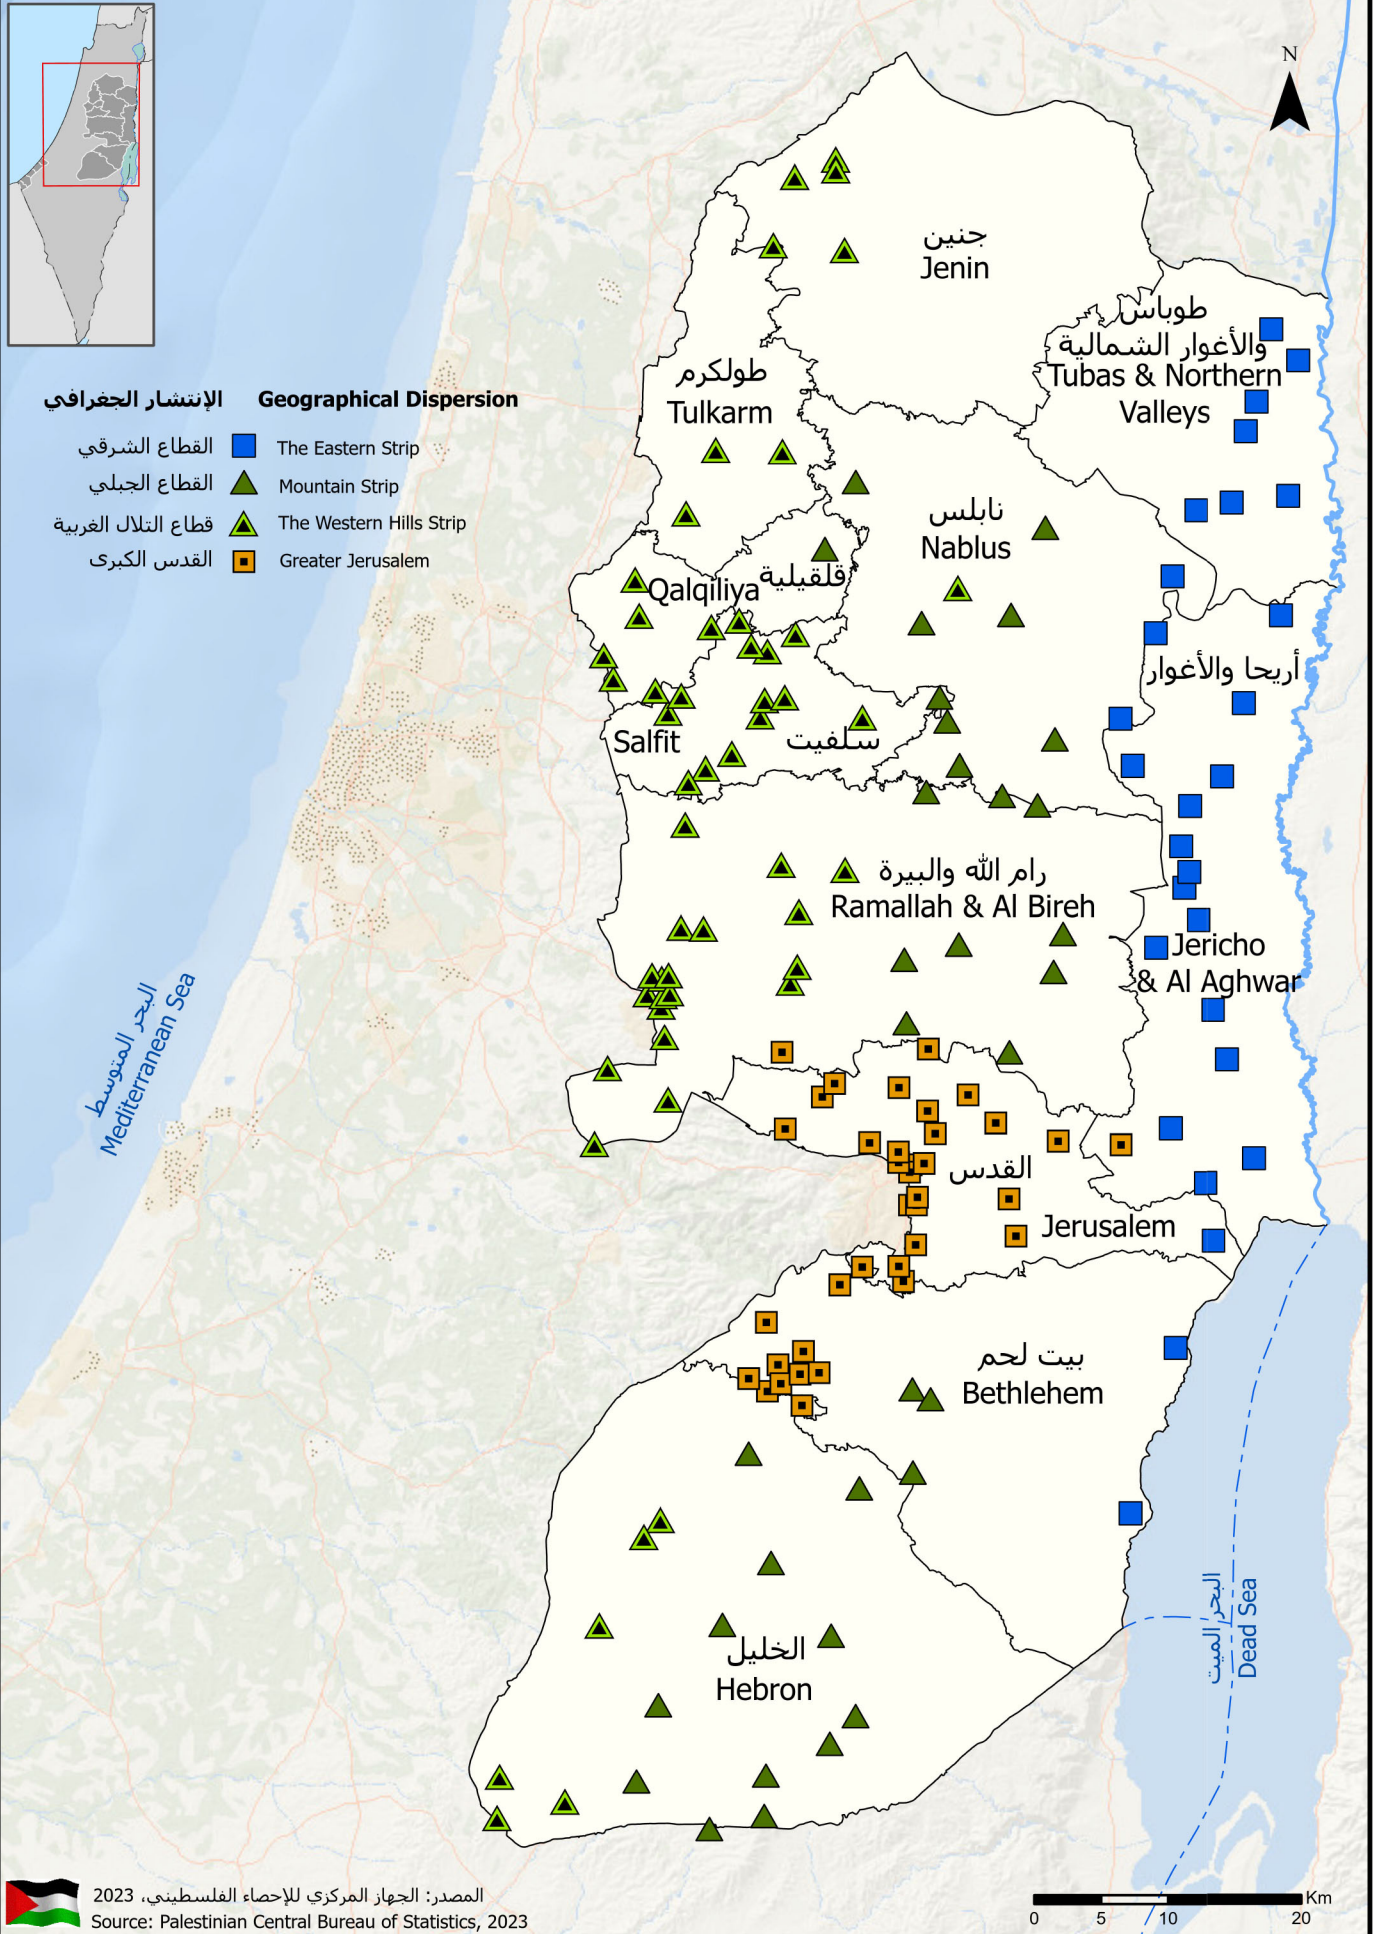 N
جنين
Jenin
طوباس
والأغوار الشمالية
Tubas & Northern
Valleys
طولكرم
Tulkarm
الإنتشار الجغرافي Geographical Dispersion
القطاع الشرقي The Eastern Strip
القطاع الجبلي Mountain Strip
قطاع التلال الغربية The Western Hills Strip
القدس الكبرى Greater Jerusalem
نابلس
Nablus
Qalqiliya قلقيلية
أريحا والأغوار
Salfit سلفيت
رام الله والبيرة
Ramallah & Al Bireh
Jericho
& Al Aghwar
البحر المتوسط
Mediterranean Sea
القدس
Jerusalem
بيت لحم
Bethlehem
البحر الميت
Dead Sea
الخليل
Hebron
المصدر: الجهاز المركزي للإحصاء الفلسطيني، 2023
Source: Palestinian Central Bureau of Statistics, 2023
Km
0 5 10 20